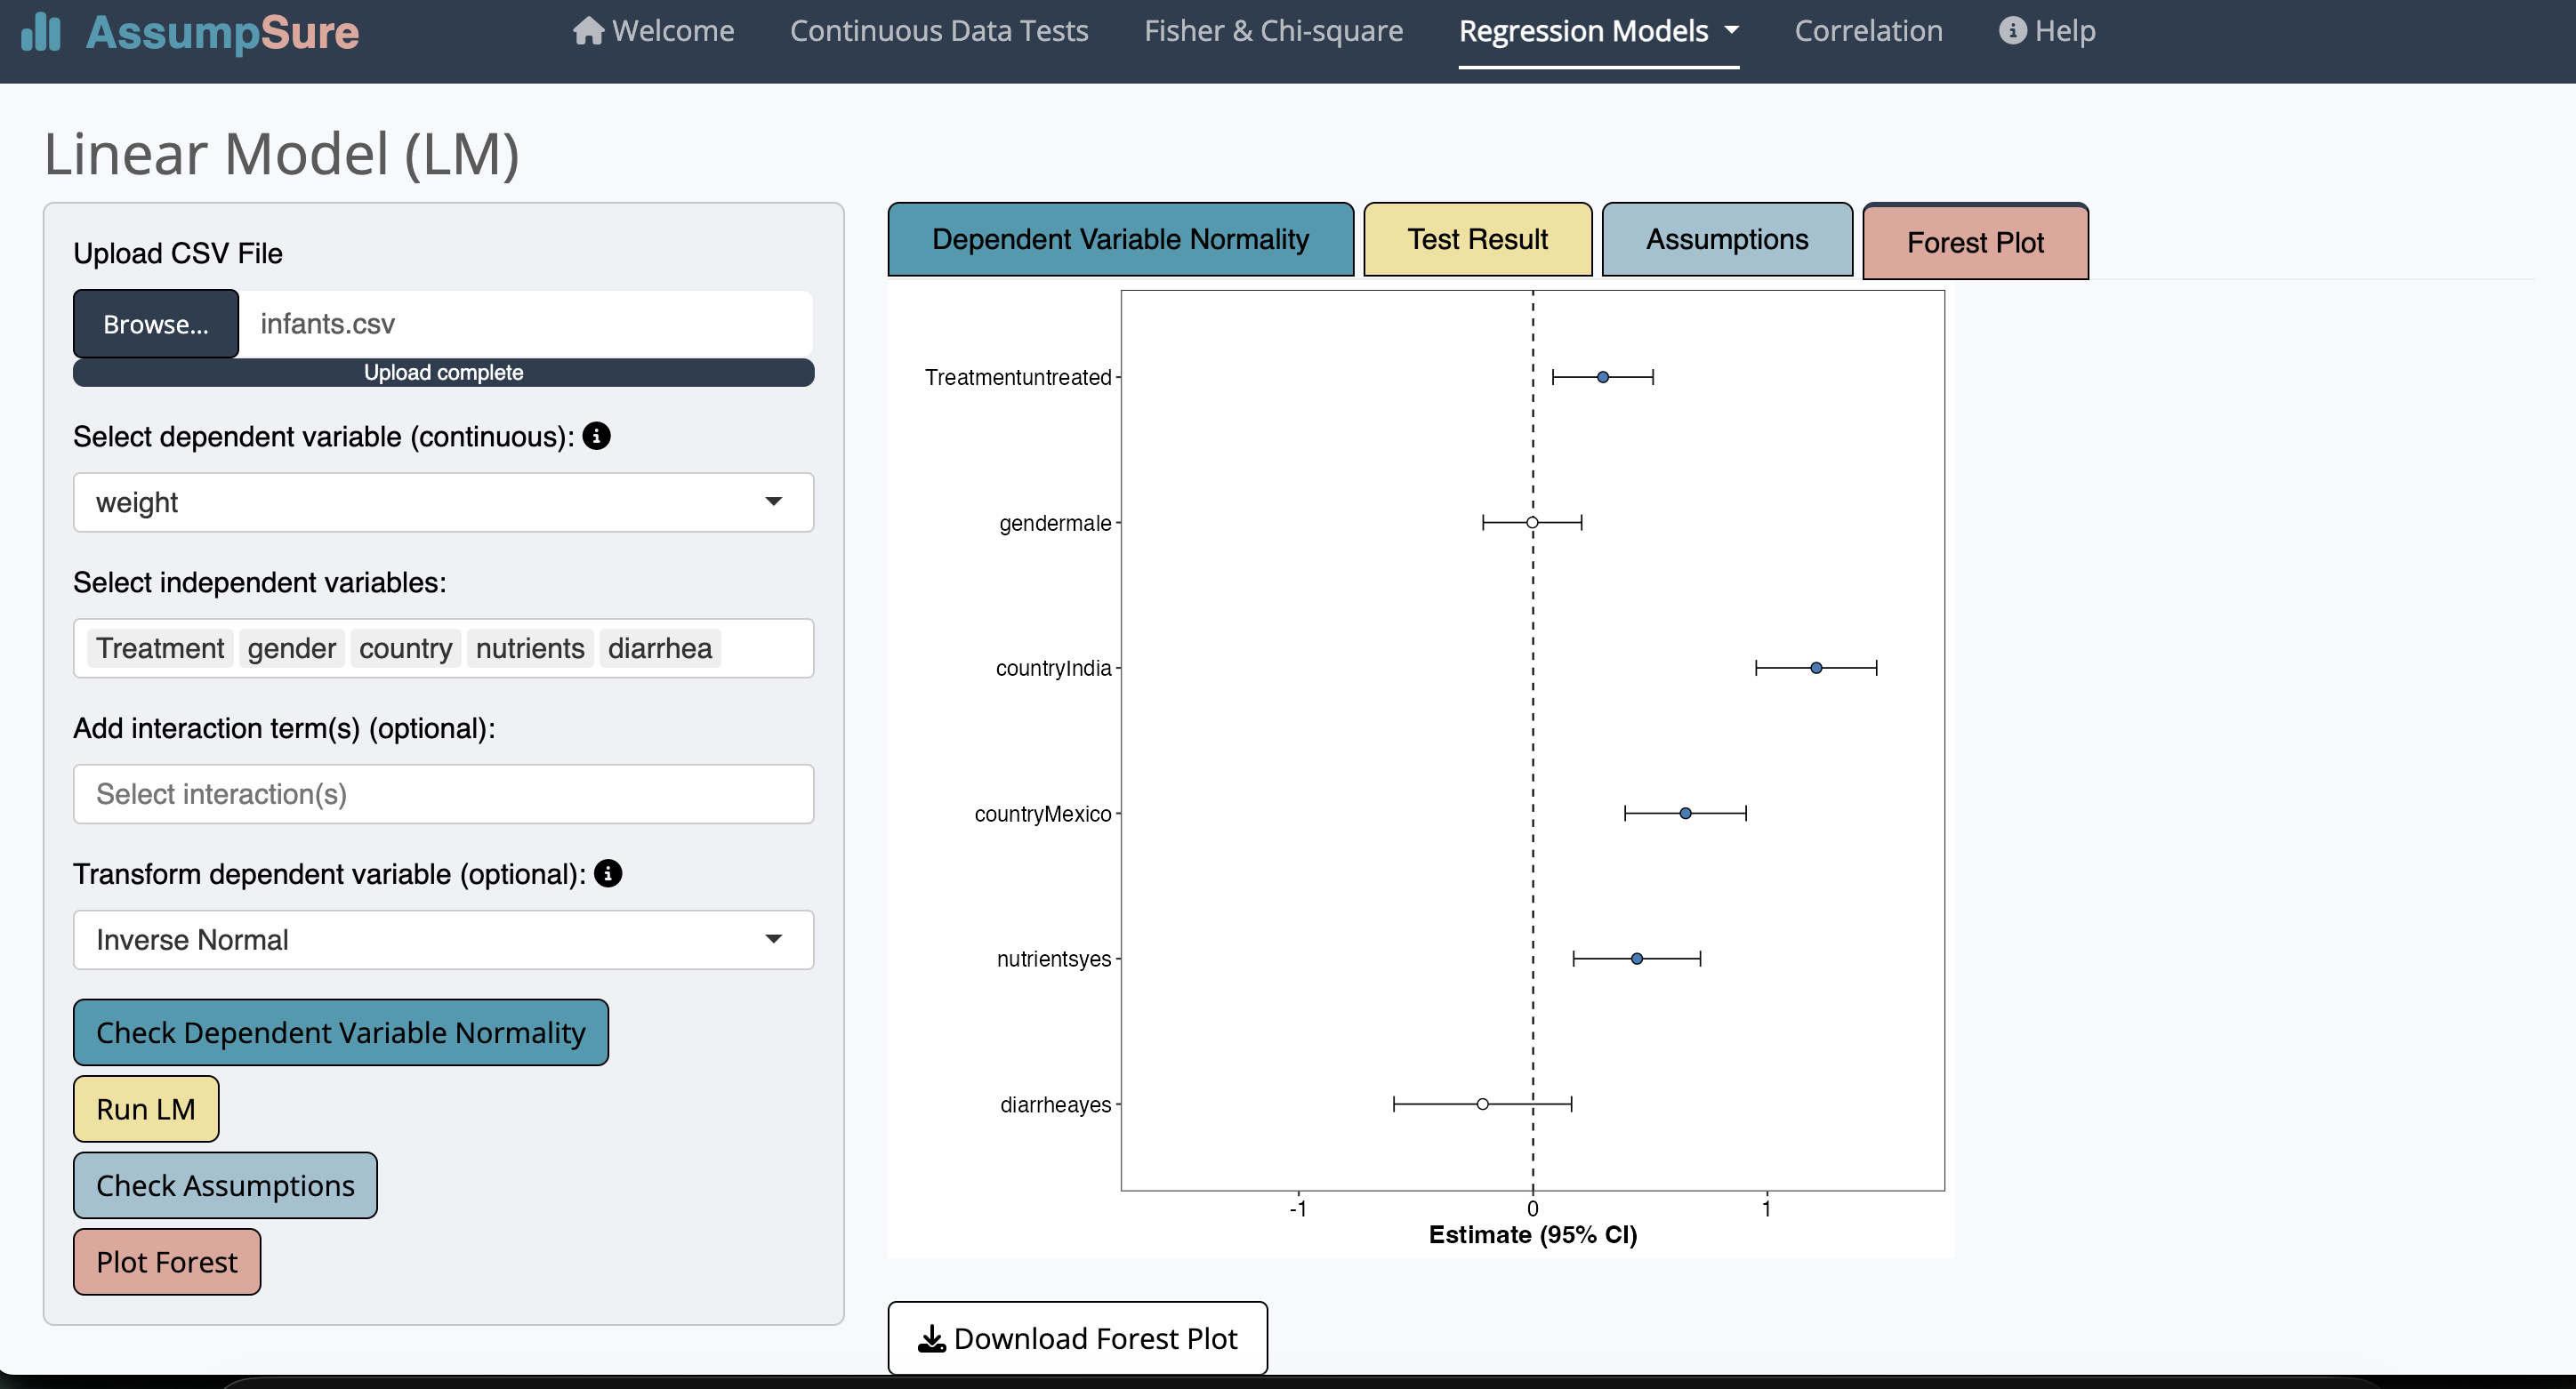 AssumpSure
Welcome
Continuous Data Tests
Fisher & Chi-square
Regression Models
Correlation
Help
Linear Model (LM)
Upload CSV File
Browse...
infants.csv
Upload complete
Select dependent variable (continuous):
weight
Select independent variables:
Treatment gender country nutrients diarrhea
Add interaction term(s) (optional):
Select interaction(s)
Transform dependent variable (optional):
Inverse Normal
Check Dependent Variable Normality
Run LM
Check Assumptions
Plot Forest
Dependent Variable Normality
Test Result
Assumptions
Forest Plot
Treatmentuntreated
gendermale
countryIndia
countryMexico
nutrientsyes
diarrheayes
-1 0 1
Estimate (95% CI)
Download Forest Plot